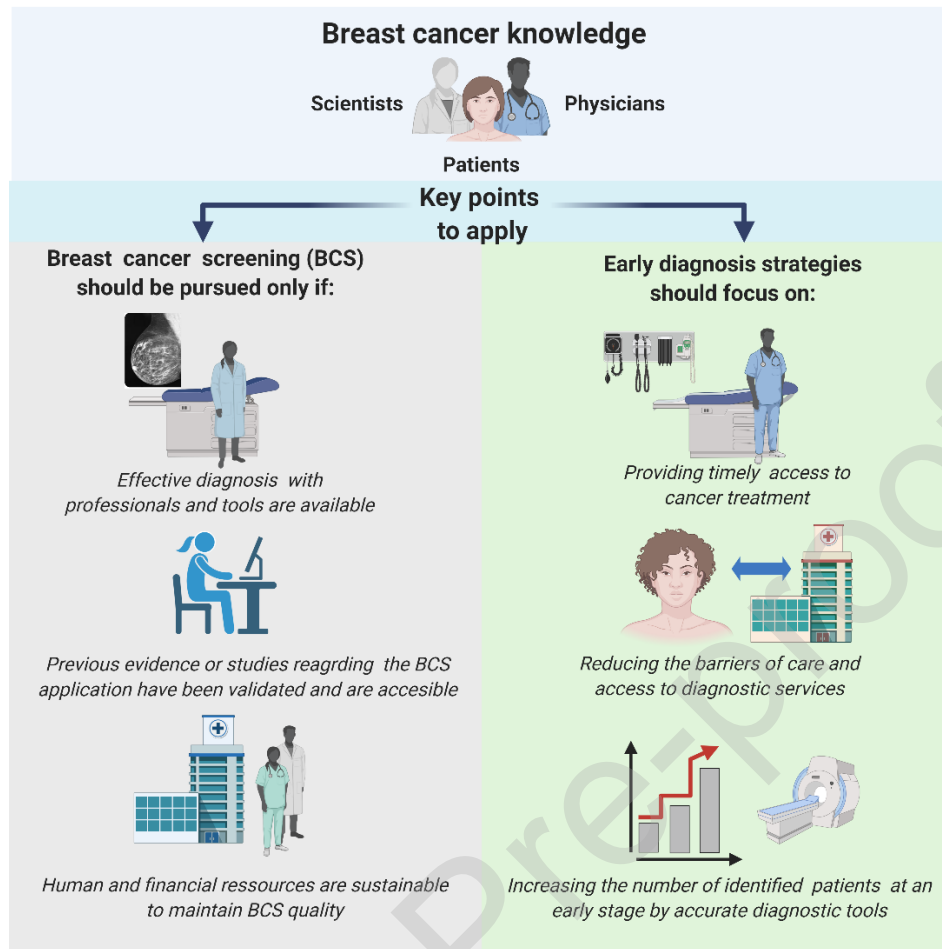 Breast cancer knowledge
Scientists
Physicians
Patients
Key points
to apply
Breast cancer screening (BCS)
should be pursued only if:
Effective diagnosis with
professionals and tools are available
Previous evidence or studies reagrding the BCS
application have been validated and are accesible
Human and financial ressources are sustainable
to maintain BCS quality
Early diagnosis strategies
should focus on:
Providing timely access to
cancer treatment
Reducing the barriers of care and
access to diagnostic services
Increasing the number of identified patients at an
early stage by accurate diagnostic tools
Pre-proof